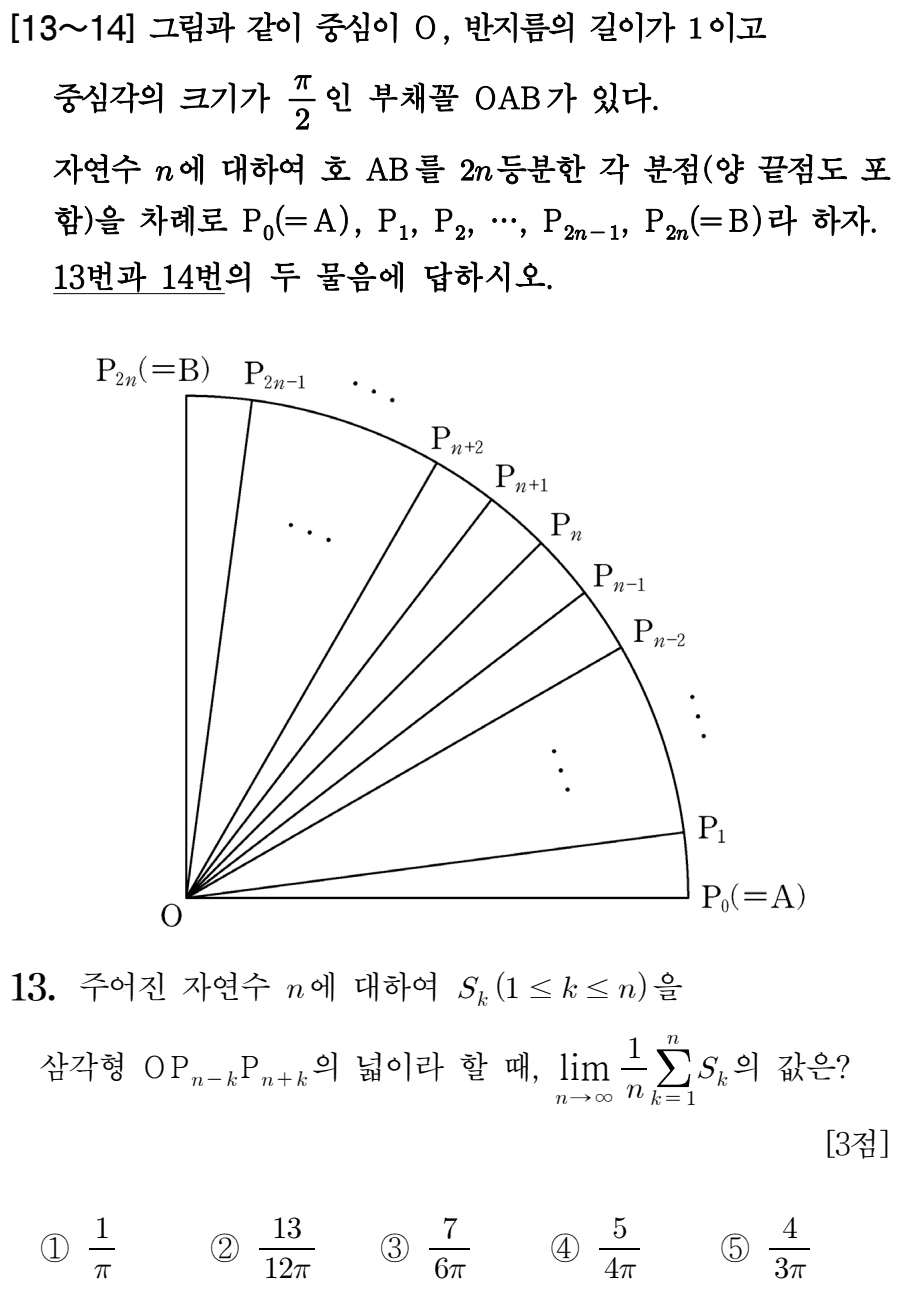 [13～14] 그림과 같이 중심이 O, 반지름의 길이가 1이고
중심각의 크기가 π/2 인 부채꼴 OAB가 있다.
자연수 n에 대하여 호 AB를 2n등분한 각 분점(양 끝점도 포
함)을 차례로 P₀(=A), P₁, P₂, ⋯, P₂ₙ₋₁, P₂ₙ(=B)라 하자.
13번과 14번의 두 물음에 답하시오.
P₂ₙ(=B) P₂ₙ₋₁ ⋯
Pₙ₊₂
Pₙ₊₁
Pₙ
Pₙ₋₁
Pₙ₋₂
P₁
P₀(=A)
O
13. 주어진 자연수 n에 대하여 Sₖ(1 ≤ k ≤ n)을
삼각형 OPₙ₋ₖPₙ₊ₖ의 넓이라 할 때, lim_{n→∞} 1/n ∑_{k=1}^{n} Sₖ의 값은?
[3점]
① 1/π ② 13/12π ③ 7/6π ④ 5/4π ⑤ 4/3π